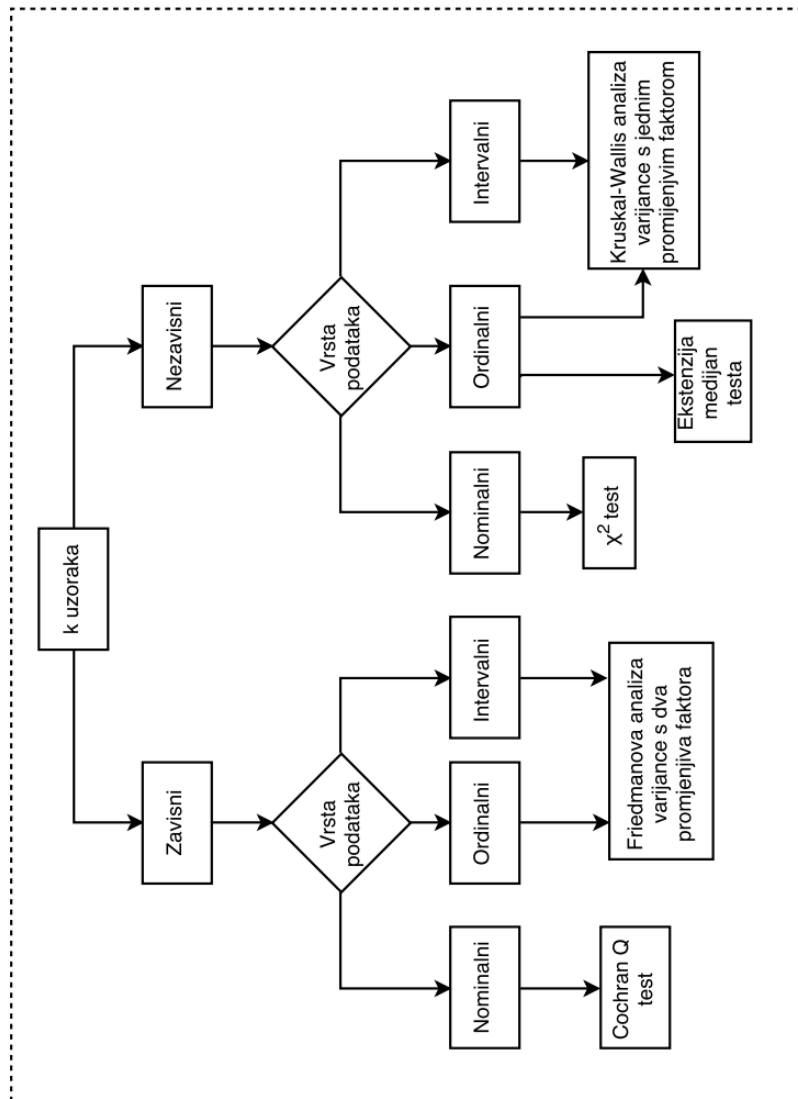 k uzoraka
Zavisni
Nezavisni
Vrsta
podataka
Vrsta
podataka
Nominalni
Ordinalni
Intervalni
Nominalni
Ordinalni
Intervalni
Cochran Q
test
Friedmanova analiza
varijance s dva
promjenjiva faktora
χ² test
Ekstenzija
medijan
testa
Kruskal-Wallis analiza
varijance s jednim
promijenjvim faktorom